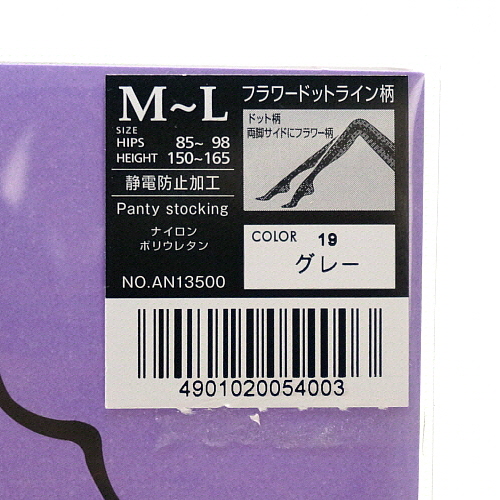 M~L
SIZE
HIPS 85~ 98
HEIGHT 150~165
静電防止加工
Panty stocking
ナイロン
ポリウレタン
NO.AN13500
フラワードットライン柄
ドット柄
両脚サイドにフラワー柄
COLOR 19
グレー
4901020054003